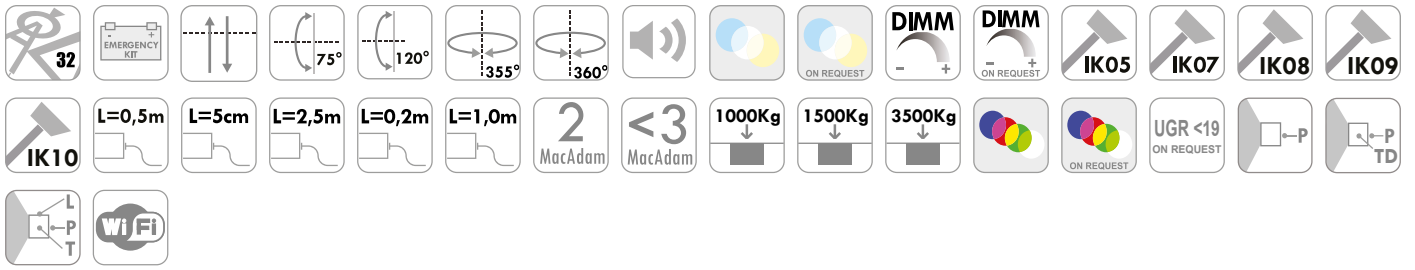 32
- +
EMERGENCY
KIT
75°
120°
355°
360°
ON REQUEST
DIMM
- +
DIMM
- +
ON REQUEST
IK05
IK07
IK08
IK09
IK10
L=0,5m
L=5cm
L=2,5m
L=0,2m
L=1,0m
2
MacAdam
<3
MacAdam
1000Kg
1500Kg
3500Kg
ON REQUEST
UGR <19
ON REQUEST
P
P
TD
L
P
T
WiFi